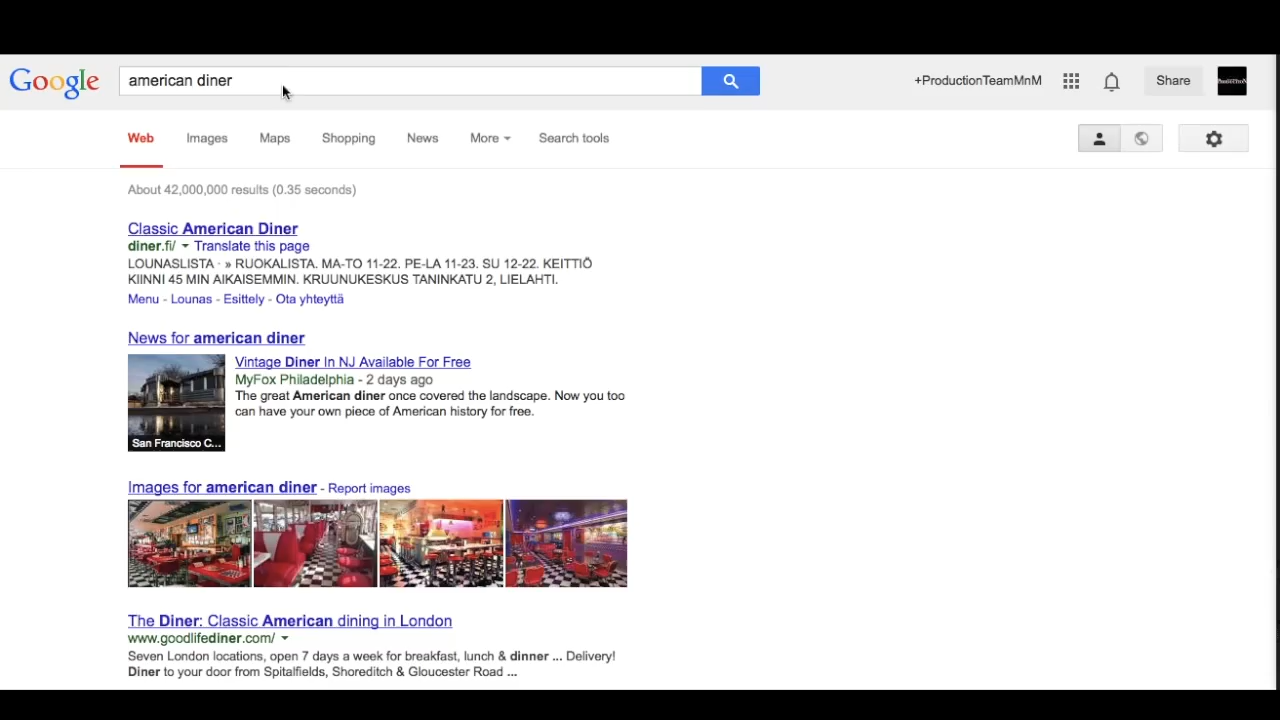 Google
american diner
+ProductionTeamMnM
Share
Web Images Maps Shopping News More Search tools
About 42,000,000 results (0.35 seconds)
Classic American Diner
diner.fi/ Translate this page
LOUNASLISTA · » RUOKALISTA. MA-TO 11-22. PE-LA 11-23. SU 12-22. KEITTIÖ
KIINNI 45 MIN AIKAISEMMIN. KRUUNUKESKUS TANINKATU 2, LIELAHTI.
Menu - Lounas - Esittely - Ota yhteyttä
News for american diner
Vintage Diner In NJ Available For Free
MyFox Philadelphia - 2 days ago
The great American diner once covered the landscape. Now you too
can have your own piece of American history for free.
San Francisco C...
Images for american diner - Report images
The Diner: Classic American dining in London
www.goodlifediner.com/
Seven London locations, open 7 days a week for breakfast, lunch & dinner ... Delivery!
Diner to your door from Spitalfields, Shoreditch & Gloucester Road ...